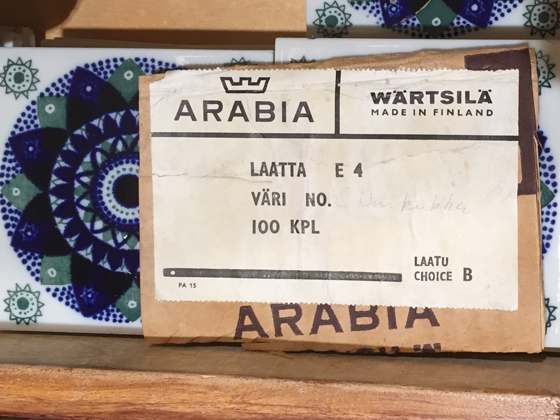 ARABIA
WÄRTSILÄ
MADE IN FINLAND
LAATTA E 4
VÄRI NO.
100 KPL
LAATU
CHOICE B
FA 15
ARABIA